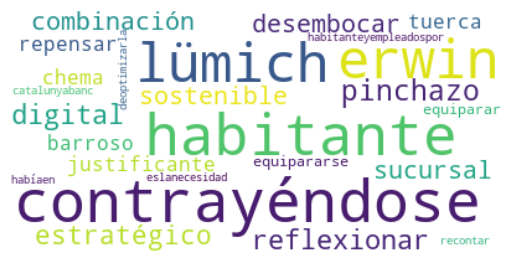 combinación desembocar tuerca
repensar habitanteyempleadospor
lümich erwin
chema deoptimizarla
catalunyabanc sostenible pinchazo
digital habitante equiparar
barroso
justificante equipararse sucursal
habíaen eslanecesidad
contrayéndose
estratégico reflexionar recontar